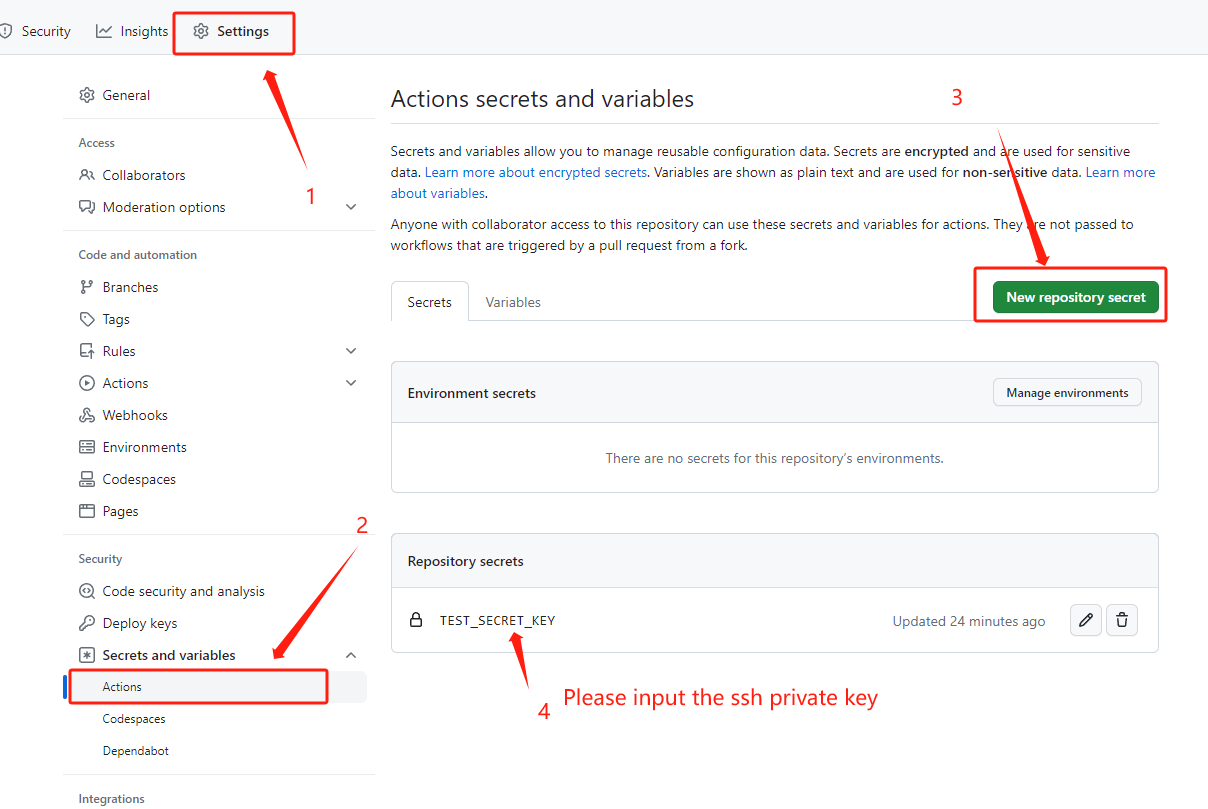 Security Insights Settings
General
Access
Collaborators
Moderation options
Code and automation
Branches
Tags
Rules
Actions
Webhooks
Environments
Codespaces
Pages
Security
Code security and analysis
Deploy keys
Secrets and variables
Actions
Codespaces
Dependabot
Integrations
1
2
Actions secrets and variables
3
Secrets and variables allow you to manage reusable configuration data. Secrets are encrypted and are used for sensitive
data. Learn more about encrypted secrets. Variables are shown as plain text and are used for non-sensitive data. Learn more
about variables.
Anyone with collaborator access to this repository can use these secrets and variables for actions. They are not passed to
workflows that are triggered by a pull request from a fork.
Secrets Variables New repository secret
Environment secrets Manage environments
There are no secrets for this repository’s environments.
Repository secrets
TEST_SECRET_KEY Updated 24 minutes ago
4 Please input the ssh private key